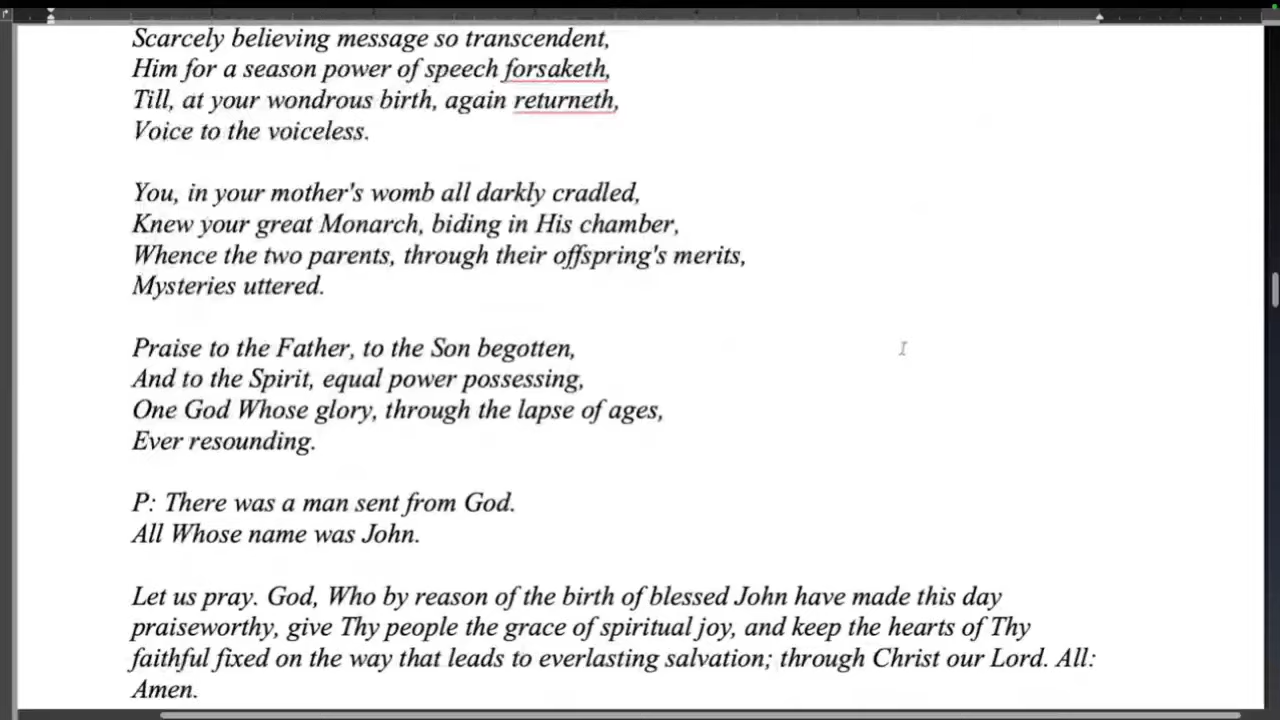 Scarcely believing message so transcendent,
Him for a season power of speech forsaketh,
Till, at your wondrous birth, again returneth,
Voice to the voiceless.
You, in your mother's womb all darkly cradled,
Knew your great Monarch, biding in His chamber,
Whence the two parents, through their offspring's merits,
Mysteries uttered.
Praise to the Father, to the Son begotten,
And to the Spirit, equal power possessing,
One God Whose glory, through the lapse of ages,
Ever resounding.
P: There was a man sent from God.
All Whose name was John.
Let us pray. God, Who by reason of the birth of blessed John have made this day
praiseworthy, give Thy people the grace of spiritual joy, and keep the hearts of Thy
faithful fixed on the way that leads to everlasting salvation; through Christ our Lord. All:
Amen.